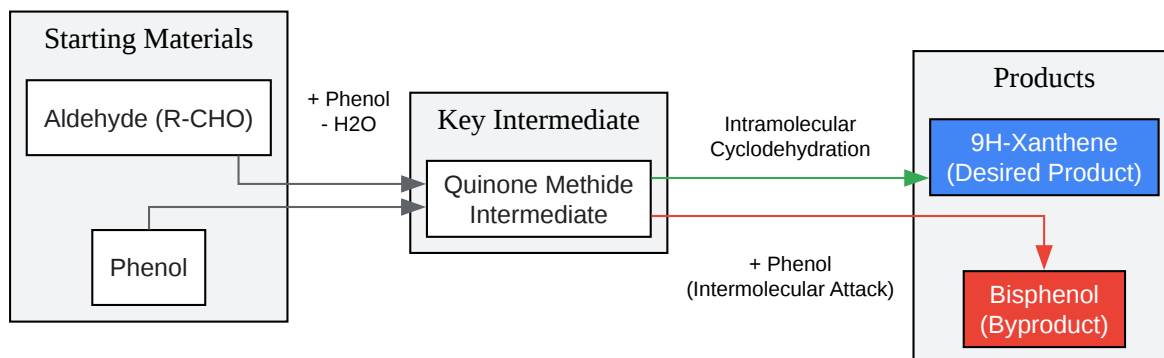 Starting Materials
Aldehyde (R-CHO)
Phenol
+ Phenol
- H2O
Key Intermediate
Quinone Methide
Intermediate
Intramolecular
Cyclodehydration
+ Phenol
(Intermolecular Attack)
Products
9H-Xanthene
(Desired Product)
Bisphenol
(Byproduct)